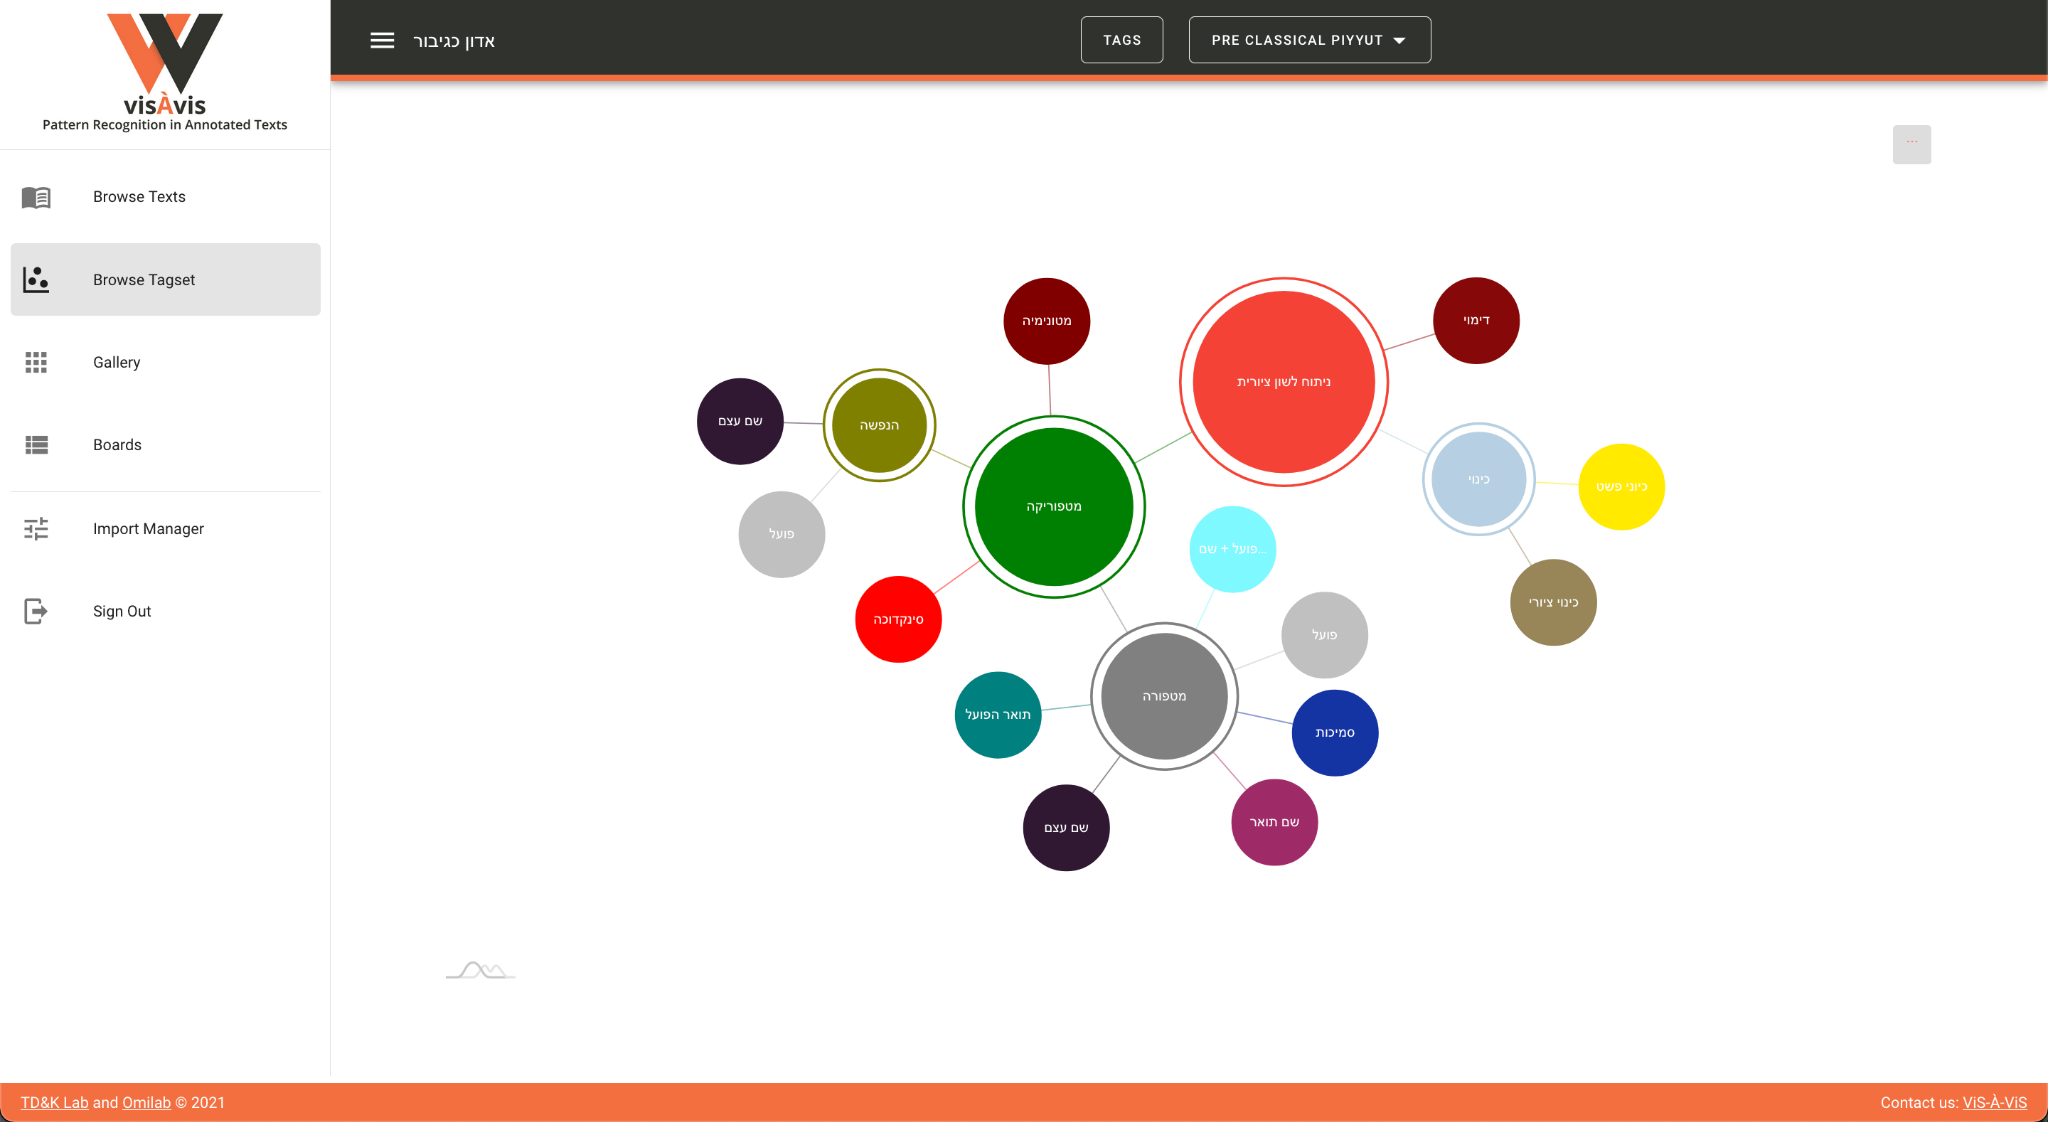 visÀvis
Pattern Recognition in Annotated Texts
אדון כגיבור
TAGS
PRE CLASSICAL PIYYUT
Browse Texts
Browse Tagset
Gallery
Boards
Import Manager
Sign Out
...
מטונימיה
ניתוח לשון ציורית
דימוי
שם עצם
הנפשה
מטפוריקה
כינוי
כיוני פשט
פועל
פועל + שם...
סינקדוכה
כינוי ציורי
פועל
מטפורה
תואר הפועל
סמיכות
שם עצם
שם תואר
TD&K Lab and Omilab © 2021
Contact us: ViS-À-ViS